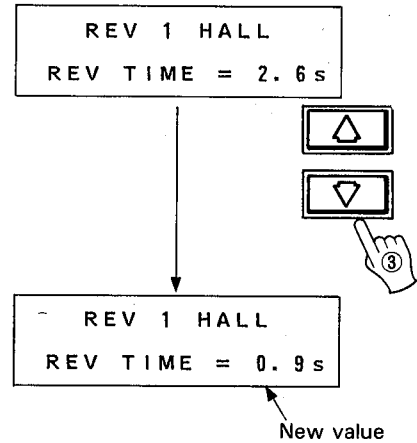 REV 1 HALL
REV TIME = 2.6s
③
REV 1 HALL
REV TIME = 0.9s
New value